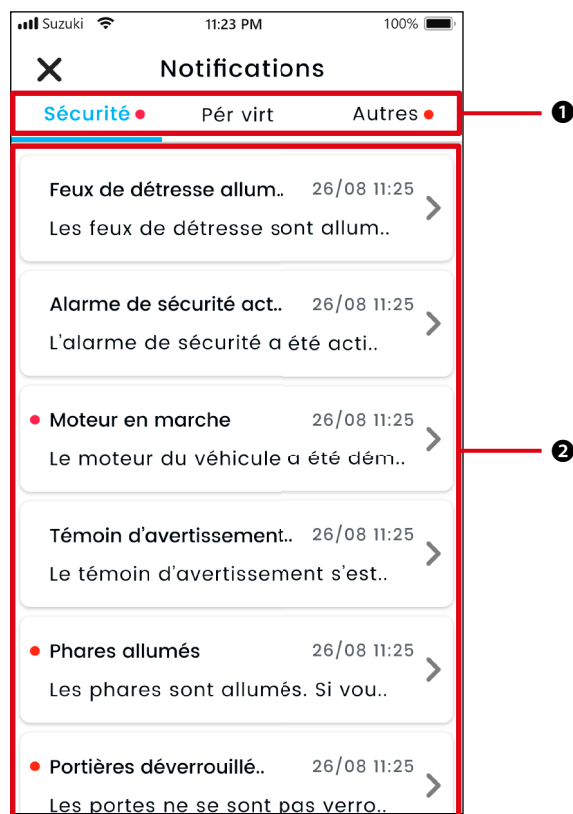 Suzuki 11:23 PM 100%
Notifications
Sécurité Pér virt Autres
❶
Feux de détresse allum.. 26/08 11:25
Les feux de détresse sont allum..
Alarme de sécurité act.. 26/08 11:25
L'alarme de sécurité a été acti..
Moteur en marche 26/08 11:25
Le moteur du véhicule a été dém..
❷
Témoin d'avertissement.. 26/08 11:25
Le témoin d'avertissement s'est..
Phares allumés 26/08 11:25
Les phares sont allumés. Si vou..
Portières déverrouillé.. 26/08 11:25
Les portes ne se sont pas verro..